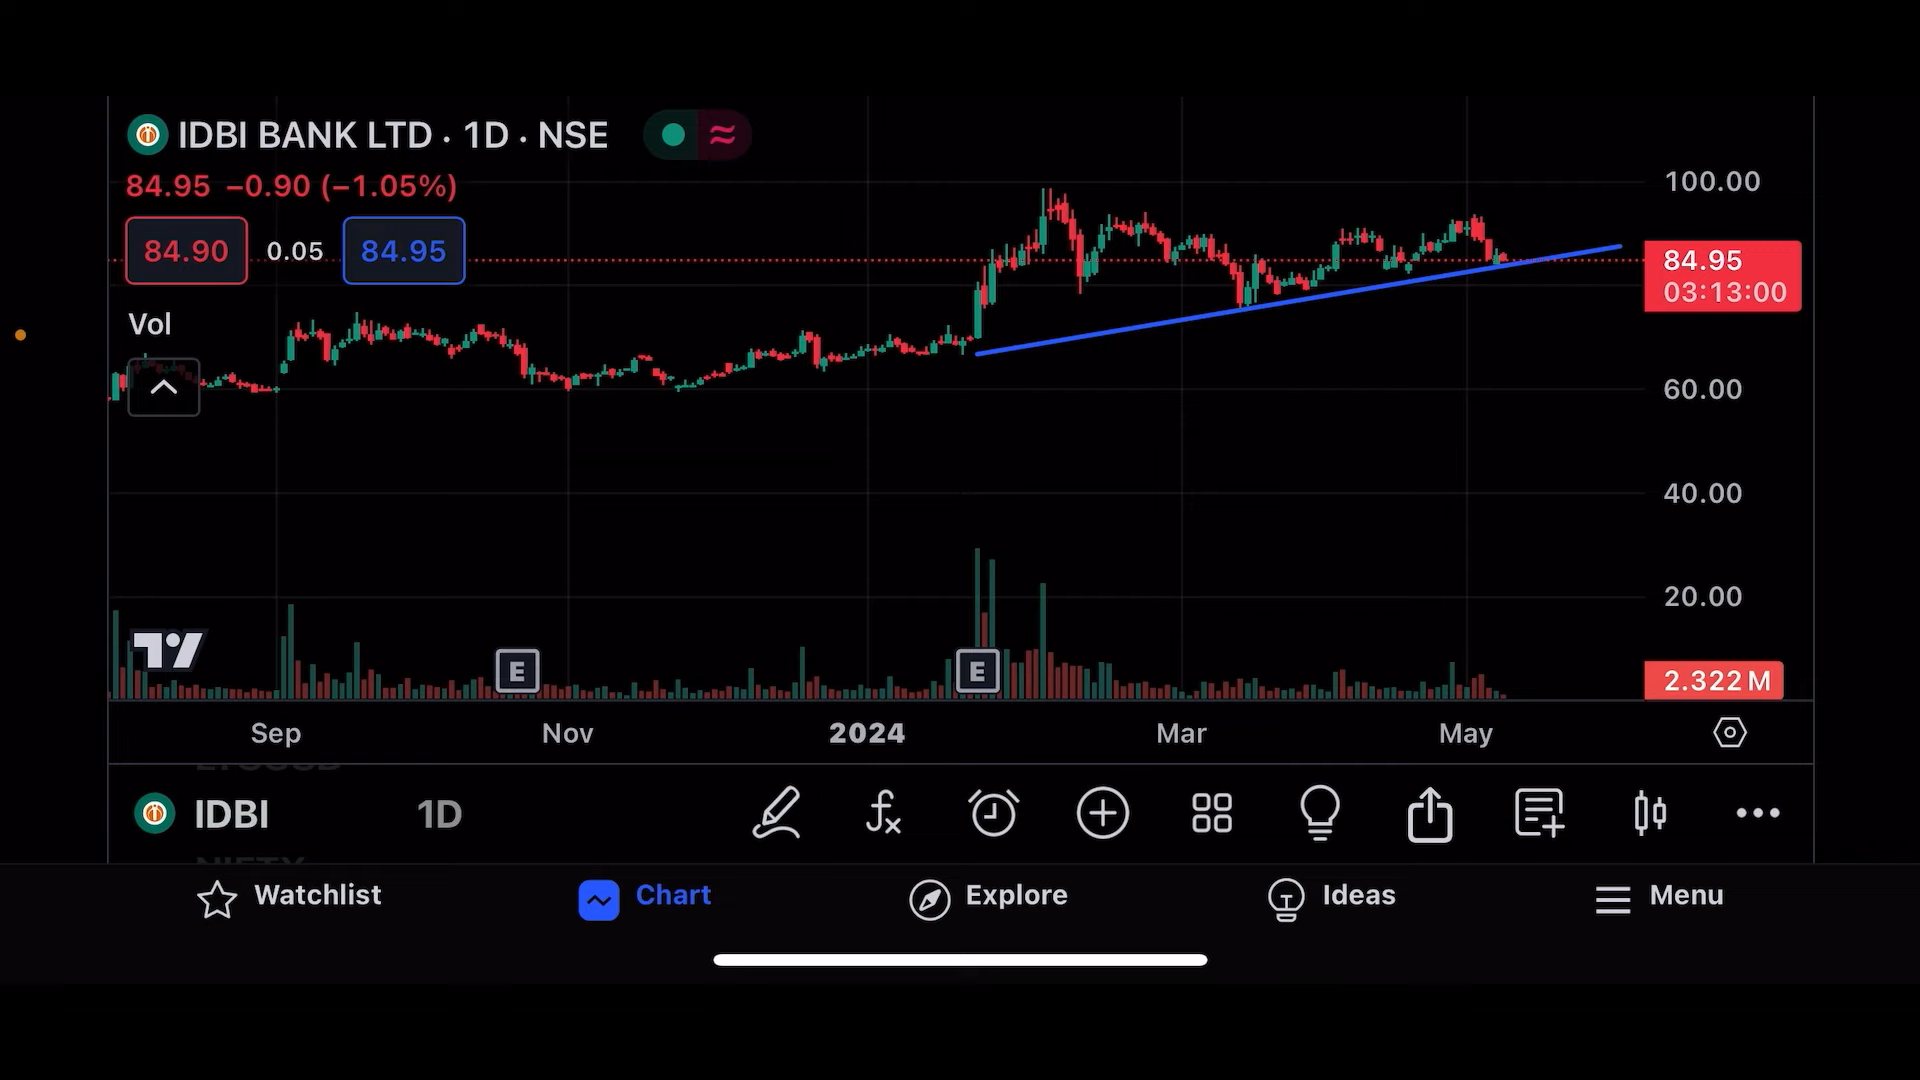 IDBI BANK LTD · 1D · NSE
84.95 −0.90 (−1.05%)
84.90 0.05 84.95
Vol
100.00
84.95
03:13:00
60.00
40.00
20.00
E E
2.322 M
Sep Nov 2024 Mar May
IDBI 1D
Watchlist Chart Explore Ideas Menu